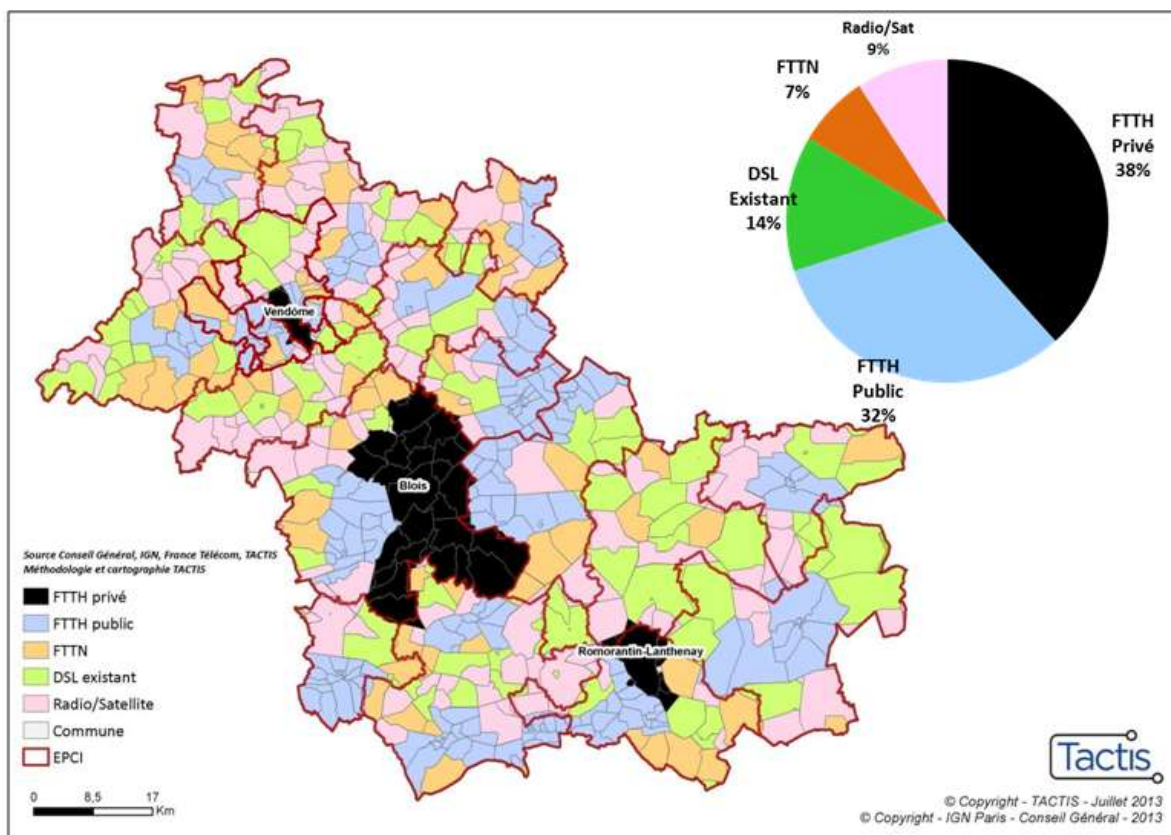 Radio/Sat
9%
FTTN
7%
FTTH
Privé
38%
DSL
Existant
14%
FTTH
Public
32%
Vendôme
Blois
Romorantin-Lanthenay
Source Conseil Général, IGN, France Télécom, TACTIS
Méthodologie et cartographie TACTIS
FTTH privé
FTTH public
FTTN
DSL existant
Radio/Satellite
Commune
EPCI
0 8,5 17
Km
Tactis
© Copyright - TACTIS - Juillet 2013
© Copyright - IGN Paris - Conseil Général - 2013